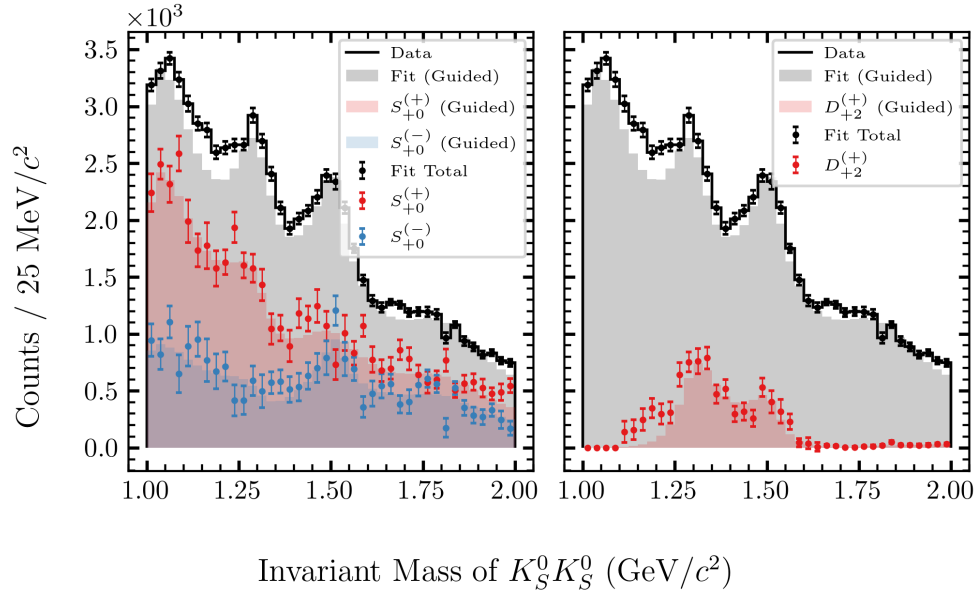 ×10³
Counts / 25 MeV/c²
3.5
3.0
2.5
2.0
1.5
1.0
0.5
0.0
Data
Fit (Guided)
S₊₀⁽⁺⁾ (Guided)
S₊₀⁽⁻⁾ (Guided)
Fit Total
S₊₀⁽⁺⁾
S₊₀⁽⁻⁾
1.00 1.25 1.50 1.75 2.00
Data
Fit (Guided)
D₊₂⁽⁺⁾ (Guided)
Fit Total
D₊₂⁽⁺⁾
1.00 1.25 1.50 1.75 2.00
Invariant Mass of K⁰_S K⁰_S (GeV/c²)